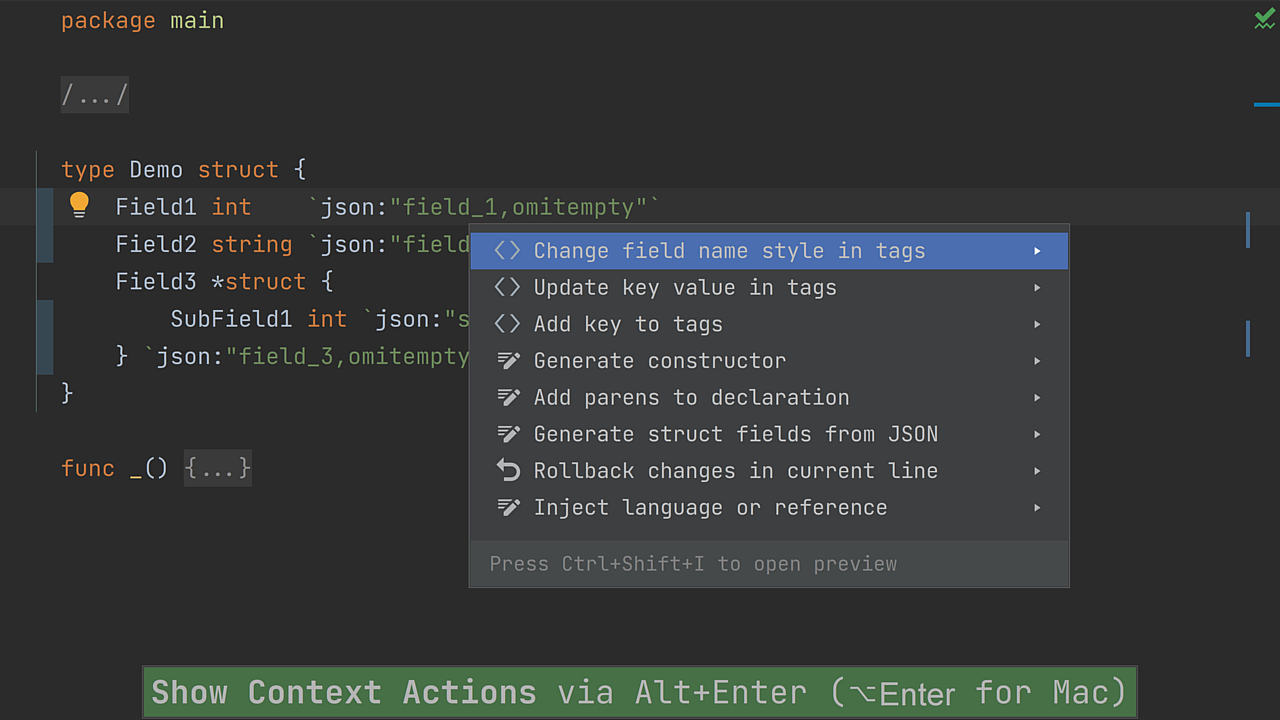 package main
/.../
type Demo struct {
Field1 int `json:"field_1,omitempty"`
Field2 string `json:"field
Field3 *struct {
SubField1 int `json:"s
} `json:"field_3,omitempty
}
func _() {...}
Change field name style in tags
Update key value in tags
Add key to tags
Generate constructor
Add parens to declaration
Generate struct fields from JSON
Rollback changes in current line
Inject language or reference
Press Ctrl+Shift+I to open preview
Show Context Actions via Alt+Enter (⌥Enter for Mac)